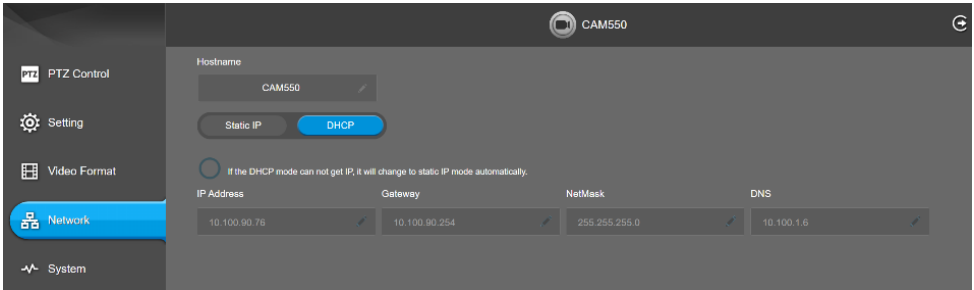 CAM550
PTZ PTZ Control
Setting
Video Format
Network
System
Hostname
CAM550
Static IP DHCP
If the DHCP mode can not get IP, it will change to static IP mode automatically.
IP Address Gateway NetMask DNS
10.100.90.76 10.100.90.254 255.255.255.0 10.100.1.6